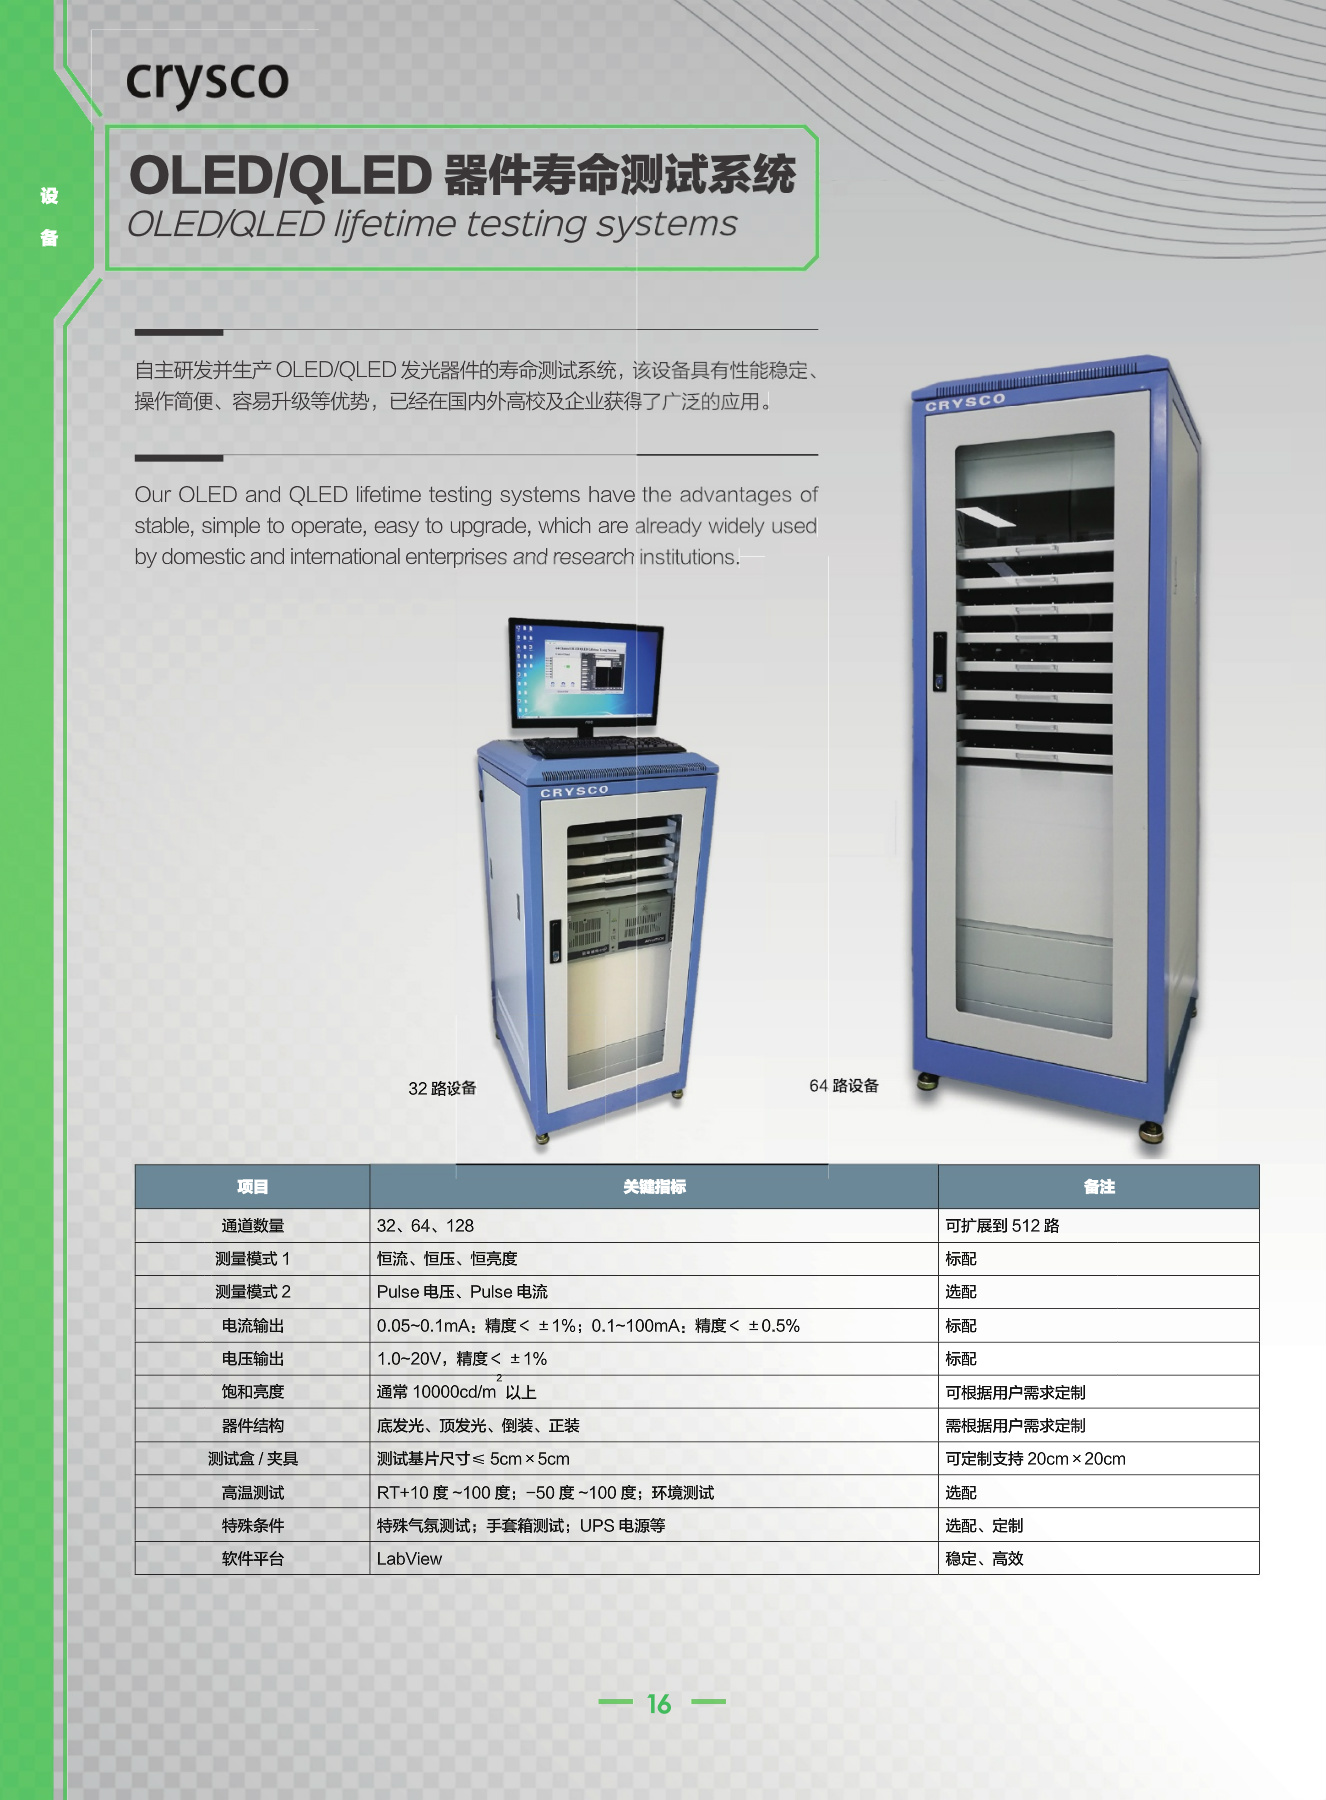 crysco
设
备
OLED/QLED 器件寿命测试系统
OLED/QLED lifetime testing systems
自主研发并生产 OLED/QLED 发光器件的寿命测试系统，该设备具有性能稳定、
操作简便、容易升级等优势，已经在国内外高校及企业获得了广泛的应用。
Our OLED and QLED lifetime testing systems have the advantages of
stable, simple to operate, easy to upgrade, which are already widely used
by domestic and international enterprises and research institutions.
CRYSCO
CRYSCO
32 路设备
64 路设备
项目 关键指标 备注
通道数量 32、64、128 可扩展到 512 路
测量模式 1 恒流、恒压、恒亮度 标配
测量模式 2 Pulse 电压、Pulse 电流 选配
电流输出 0.05~0.1mA：精度＜ ±1%；0.1~100mA：精度＜ ±0.5% 标配
电压输出 1.0~20V，精度＜ ±1% 标配
饱和亮度 通常 10000cd/m² 以上 可根据用户需求定制
器件结构 底发光、顶发光、倒装、正装 需根据用户需求定制
测试盒 / 夹具 测试基片尺寸≤ 5cm×5cm 可定制支持 20cm×20cm
高温测试 RT+10 度 ~100 度；-50 度 ~100 度；环境测试 选配
特殊条件 特殊气氛测试；手套箱测试；UPS 电源等 选配、定制
软件平台 LabView 稳定、高效
16